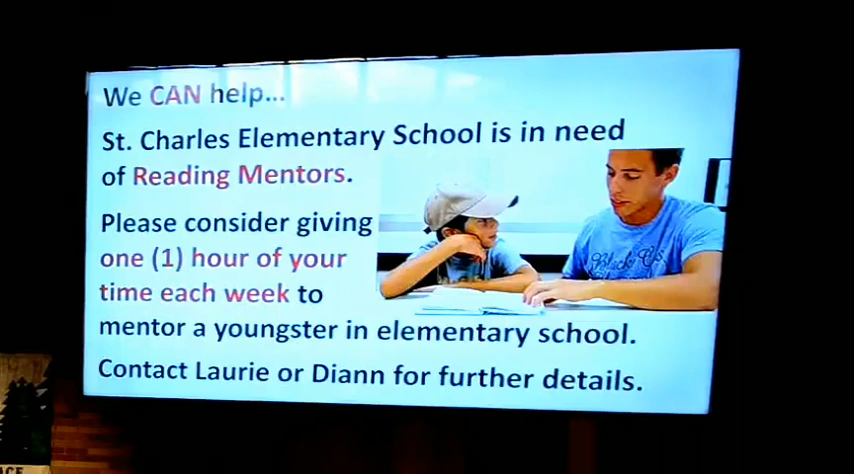 We CAN help...
St. Charles Elementary School is in need
of Reading Mentors.
Please consider giving
one (1) hour of your
time each week to
mentor a youngster in elementary school.
Contact Laurie or Diann for further details.